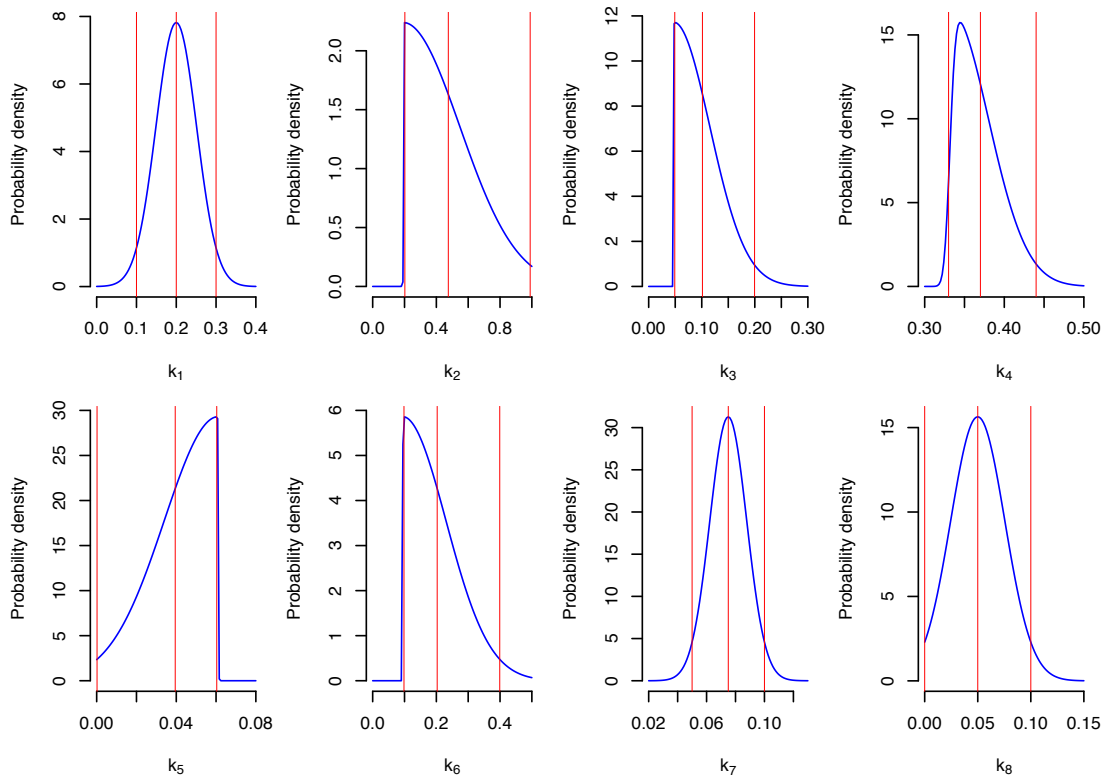 Probability density
0 2 4 6 8
0.0 0.1 0.2 0.3 0.4
k1
Probability density
0.0 0.5 1.0 1.5 2.0
0.0 0.4 0.8
k2
Probability density
0 2 4 6 8 10 12
0.00 0.10 0.20 0.30
k3
Probability density
0 5 10 15
0.30 0.40 0.50
k4
Probability density
0 5 10 15 20 25 30
0.00 0.04 0.08
k5
Probability density
0 1 2 3 4 5 6
0.0 0.2 0.4
k6
Probability density
0 5 10 15 20 25 30
0.02 0.06 0.10
k7
Probability density
0 5 10 15
0.00 0.05 0.10 0.15
k8